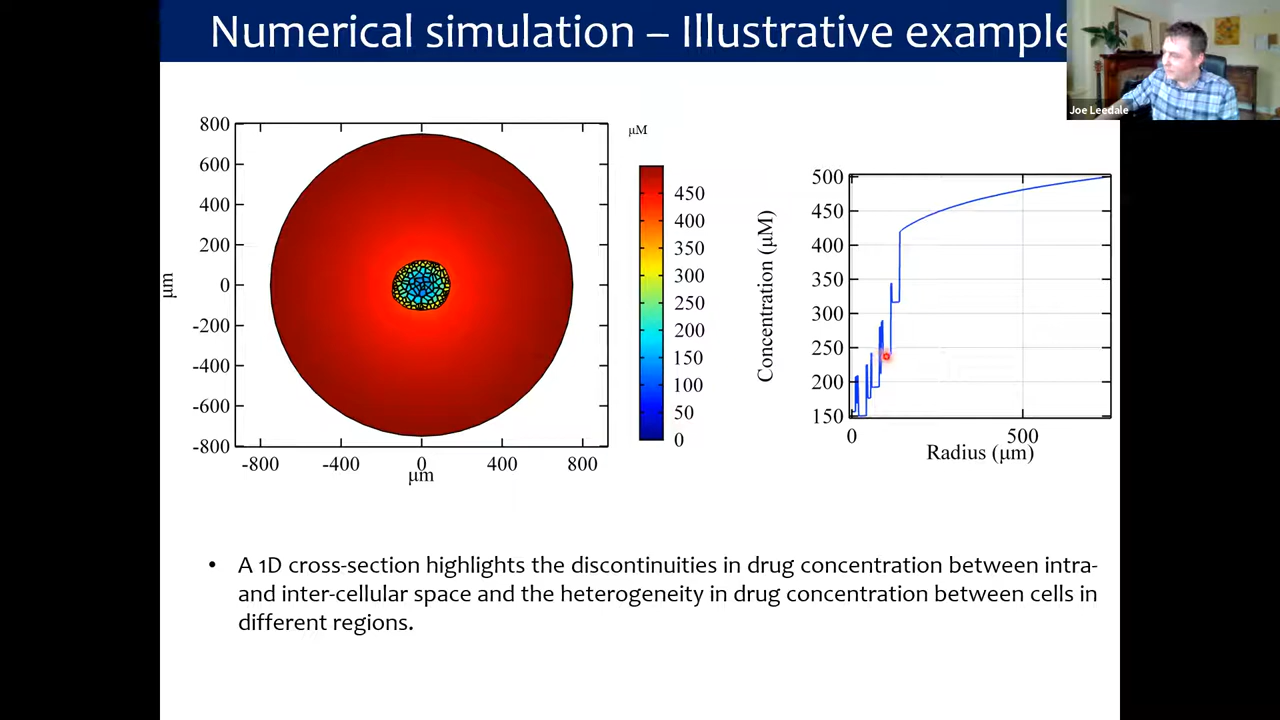 Numerical simulation – Illustrative example
Joe Leedale
800
600
400
200
0
-200
-400
-600
-800
μm
-800 -400 0 400 800
μm
μM
450
400
350
300
250
200
150
100
50
0
Concentration (μM)
500
450
400
350
300
250
200
150
0 500
Radius (μm)
• A 1D cross-section highlights the discontinuities in drug concentration between intra-
and inter-cellular space and the heterogeneity in drug concentration between cells in
different regions.